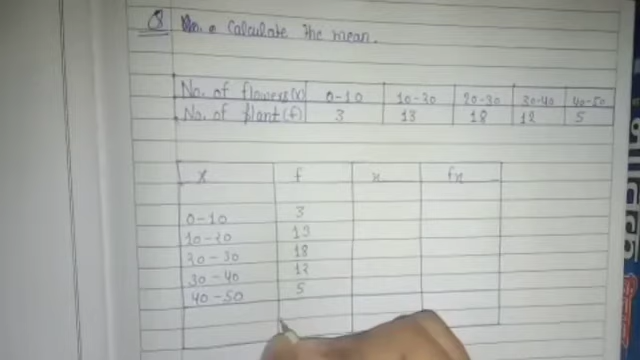 Q No. Calculate the mean.
No. of flowers(x) 0-10 10-20 20-30 30-40 40-50
No. of plant(f) 3 13 18 12 5
x f x fx
0-10 3
10-20 13
20-30 18
30-40 12
40-50 5